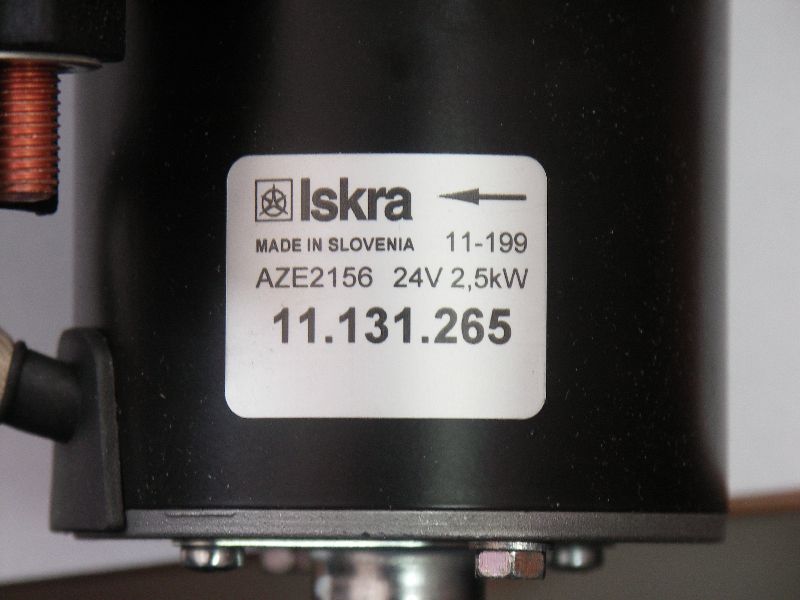 Iskra
MADE IN SLOVENIA 11-199
AZE2156 24V 2,5kW
11.131.265